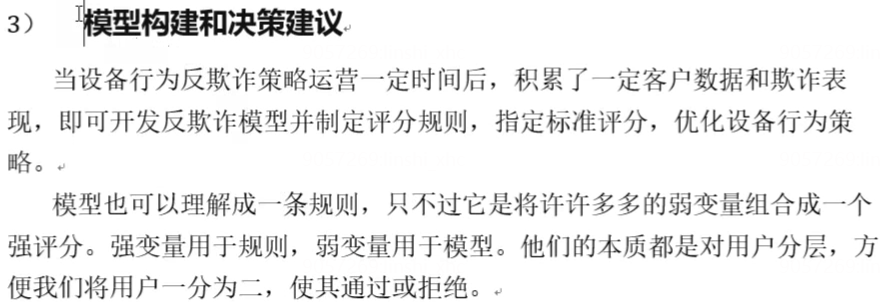 3） 模型构建和决策建议
当设备行为反欺诈策略运营一定时间后，积累了一定客户数据和欺诈表
现，即可开发反欺诈模型并制定评分规则，指定标准评分，优化设备行为策
略。
模型也可以理解成一条规则，只不过它是将许许多多的弱变量组合成一个
强评分。强变量用于规则，弱变量用于模型。他们的本质都是对用户分层，方
便我们将用户一分为二，使其通过或拒绝。